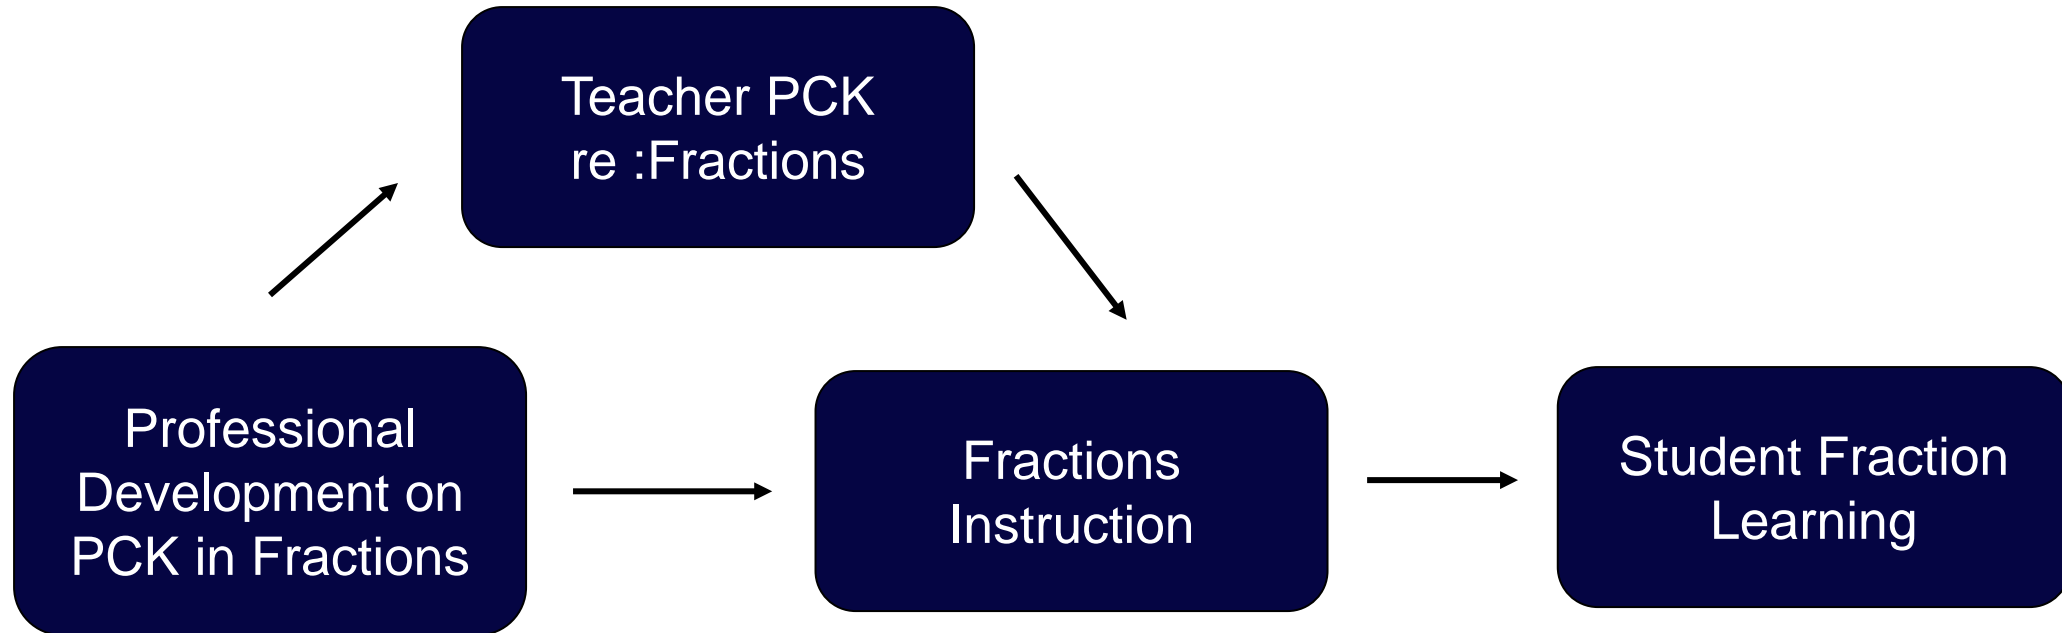 Teacher PCK
re :Fractions
Professional
Development on
PCK in Fractions
Fractions
Instruction
Student Fraction
Learning